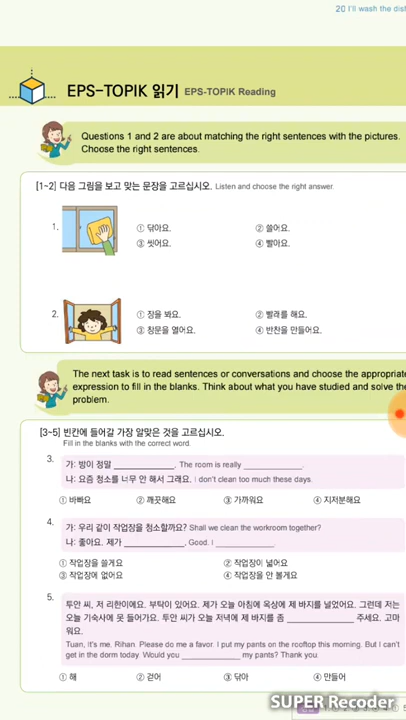 20 I'll wash the dis
EPS-TOPIK 읽기 EPS-TOPIK Reading
Questions 1 and 2 are about matching the right sentences with the pictures.
Choose the right sentences.
[1~2] 다음 그림을 보고 맞는 문장을 고르십시오. Listen and choose the right answer.
1.
① 닦아요. ② 쓸어요.
③ 씻어요. ④ 빨아요.
2.
① 장을 봐요. ② 빨래를 해요.
③ 창문을 열어요. ④ 반찬을 만들어요.
The next task is to read sentences or conversations and choose the appropriate
expression to fill in the blanks. Think about what you have studied and solve the
problem.
[3~5] 빈칸에 들어갈 가장 알맞은 것을 고르십시오.
Fill in the blanks with the correct word.
3.
가: 방이 정말 ____________. The room is really ____________.
나: 요즘 청소를 너무 안 해서 그래요. I don't clean too much these days.
① 바빠요 ② 깨끗해요 ③ 가까워요 ④ 지저분해요
4.
가: 우리 같이 작업장을 청소할까요? Shall we clean the workroom together?
나: 좋아요. 제가 ____________. Good. I ____________.
① 작업장을 쓸게요 ② 작업장이 넓어요
③ 작업장에 없어요 ④ 작업장을 안 볼게요
5.
투안 씨, 저 리한이에요. 부탁이 있어요. 제가 오늘 아침에 옥상에 제 바지를 널었어요. 그런데 저는
오늘 기숙사에 못 들어가요. 투안 씨가 오늘 저녁에 제 바지를 좀 ____________ 주세요. 고마
워요.
Tuan, It's me, Rihan. Please do me a favor. I put my pants on the rooftop this morning. But I can't
get in the dorm today. Would you ____________ my pants? Thank you.
① 해 ② 걷어 ③ 닦아 ④ 만들어
SUPER Recorder